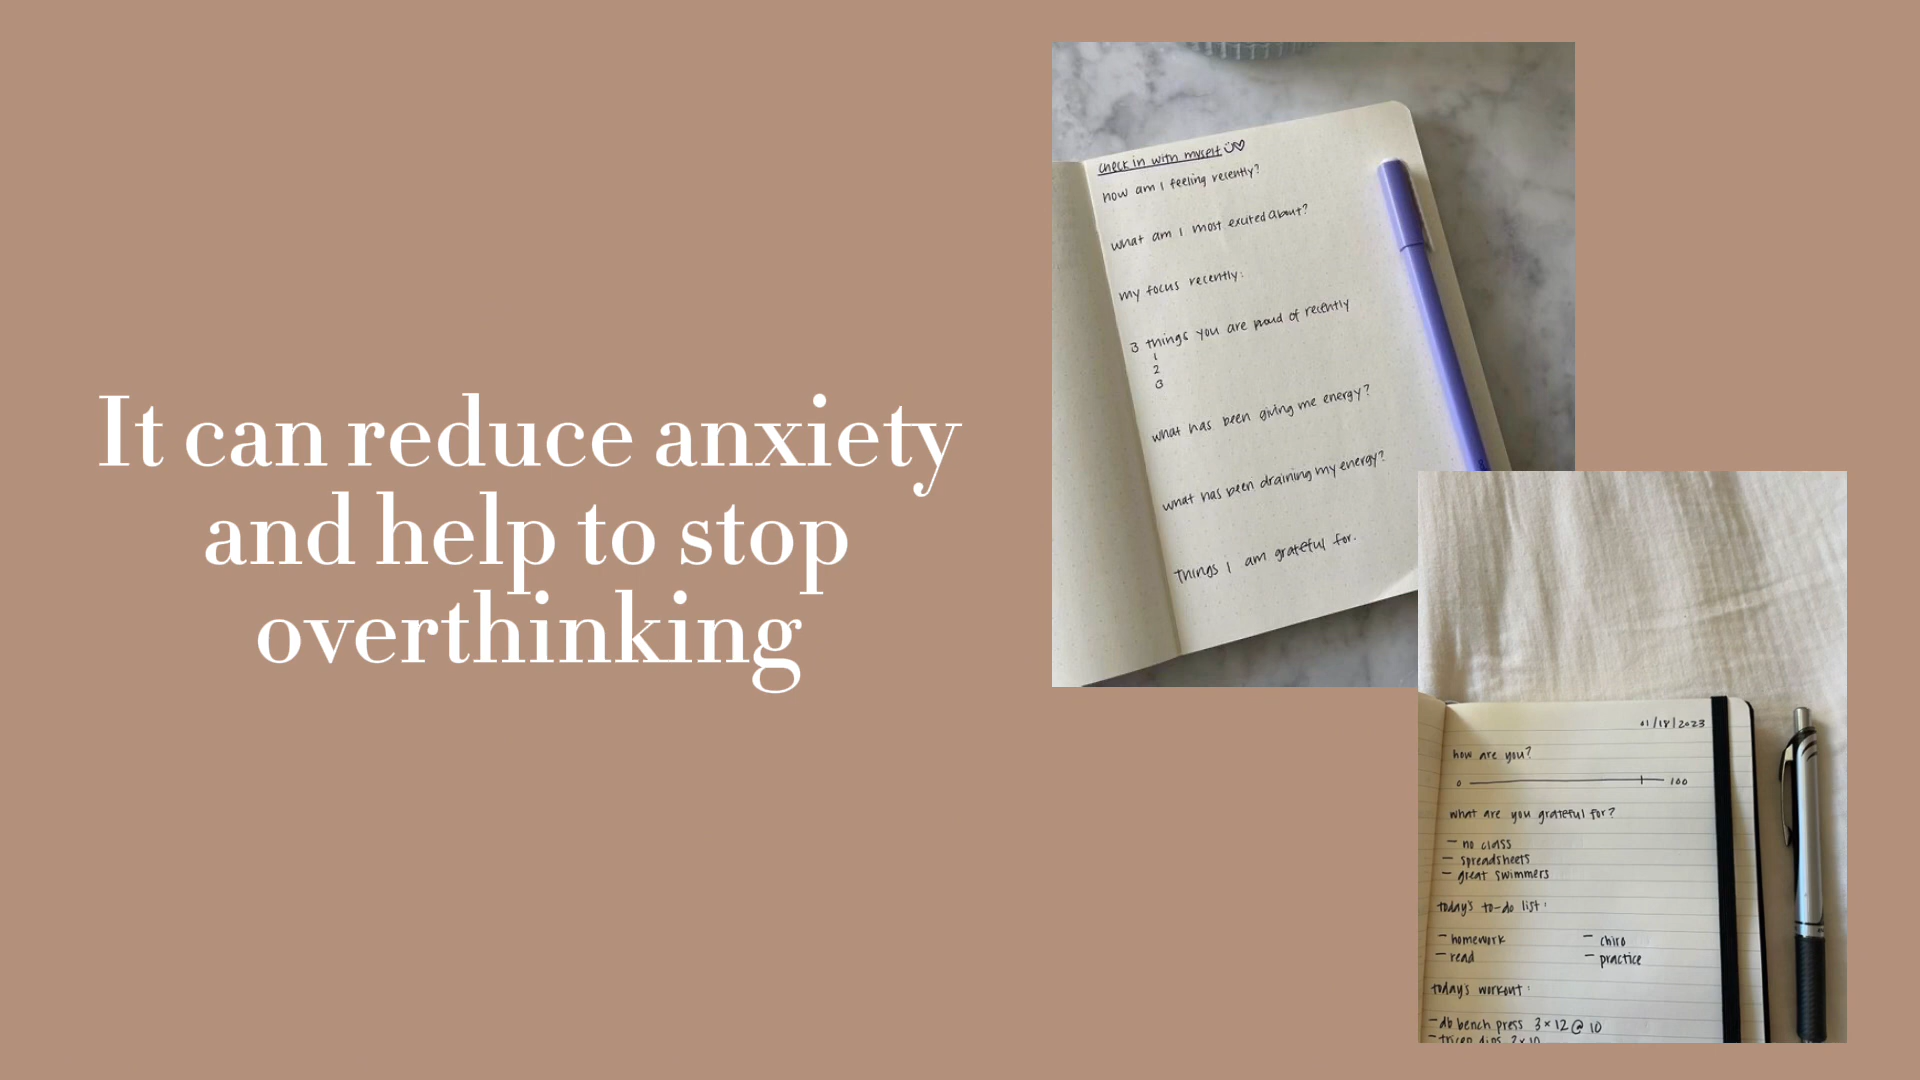 It can reduce anxiety
and help to stop
overthinking
check in with myself
how am I feeling recently?
what am I most excited about?
my focus recently:
3 things you are proud of recently
1
2
3
what has been giving me energy?
what has been draining my energy?
things I am grateful for.
01/18/2023
how are you?
0 100
what are you grateful for?
- no class
- spreadsheets
- great swimmers
today's to-do list:
- homework - chiro
- read - practice
today's workout:
- db bench press 3x12 @ 10
- tricep dips 3x10